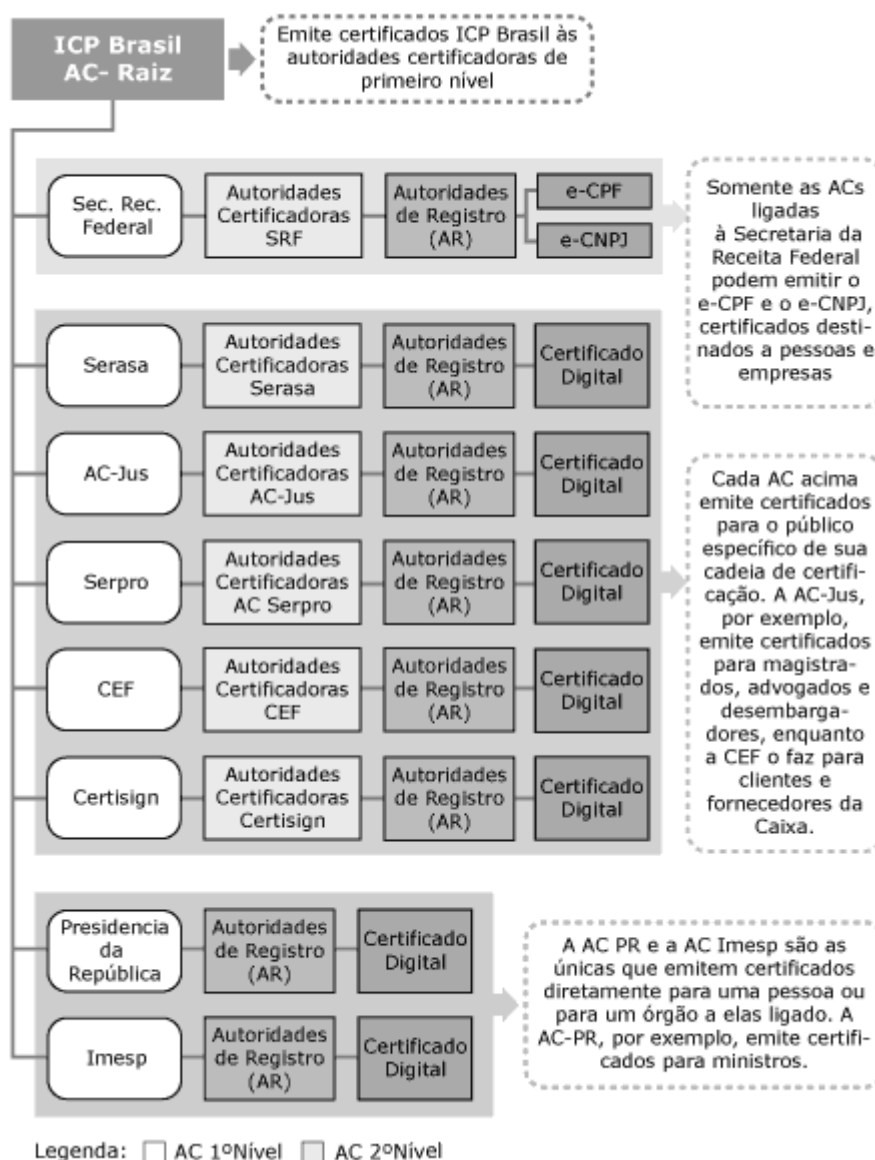 ICP Brasil
AC- Raiz
Emite certificados ICP Brasil às
autoridades certificadoras de
primeiro nível
Sec. Rec.
Federal
Autoridades
Certificadoras
SRF
Autoridades
de Registro
(AR)
e-CPF
e-CNPJ
Somente as ACs
ligadas
à Secretaria da
Receita Federal
podem emitir o
e-CPF e o e-CNPJ,
certificados desti-
nados a pessoas e
empresas
Serasa
Autoridades
Certificadoras
Serasa
Autoridades
de Registro
(AR)
Certificado
Digital
AC-Jus
Autoridades
Certificadoras
AC-Jus
Autoridades
de Registro
(AR)
Certificado
Digital
Serpro
Autoridades
Certificadoras
AC Serpro
Autoridades
de Registro
(AR)
Certificado
Digital
CEF
Autoridades
Certificadoras
CEF
Autoridades
de Registro
(AR)
Certificado
Digital
Certisign
Autoridades
Certificadoras
Certisign
Autoridades
de Registro
(AR)
Certificado
Digital
Cada AC acima
emite certificados
para o público
específico de sua
cadeia de certifi-
cação. A AC-Jus,
por exemplo,
emite certificados
para magistra-
dos, advogados e
desembarga-
dores, enquanto
a CEF o faz para
clientes e
fornecedores da
Caixa.
Presidencia
da
República
Autoridades
de Registro
(AR)
Certificado
Digital
Imesp
Autoridades
de Registro
(AR)
Certificado
Digital
A AC PR e a AC Imesp são as
únicas que emitem certificados
diretamente para uma pessoa ou
para um órgão a elas ligado. A
AC-PR, por exemplo, emite certifi-
cados para ministros.
Legenda: AC 1ºNível AC 2ºNível